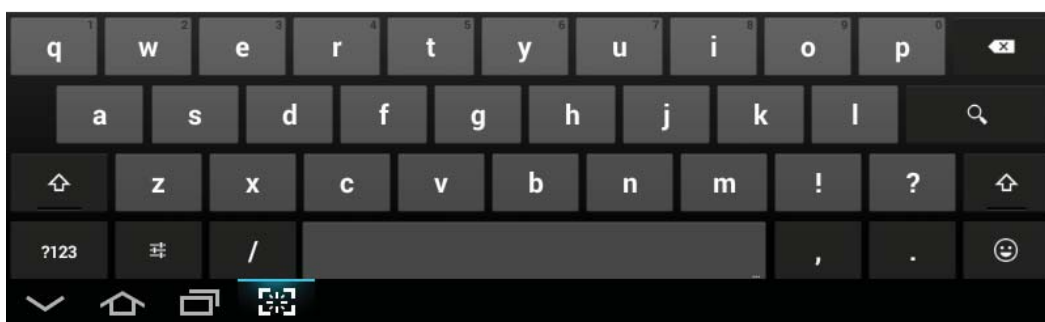 1 2 3 4 5 6 7 8 9 0
q w e r t y u i o p
a s d f g h j k l
z x c v b n m ! ?
?123 / , .